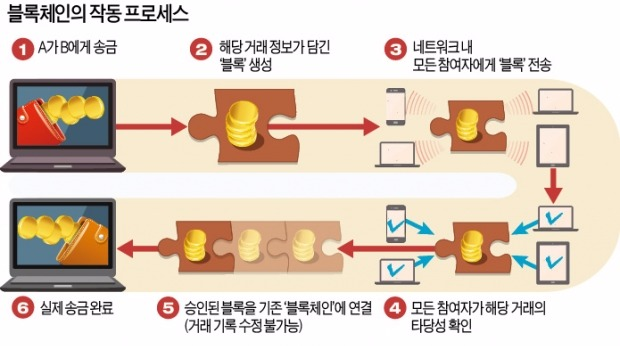 블록체인의 작동 프로세스
1 A가 B에게 송금
2 해당 거래 정보가 담긴
‘블록’ 생성
3 네트워크 내
모든 참여자에게 ‘블록’ 전송
6 실제 송금 완료
5 승인된 블록을 기존 ‘블록체인’에 연결
(거래 기록 수정 불가능)
4 모든 참여자가 해당 거래의
타당성 확인